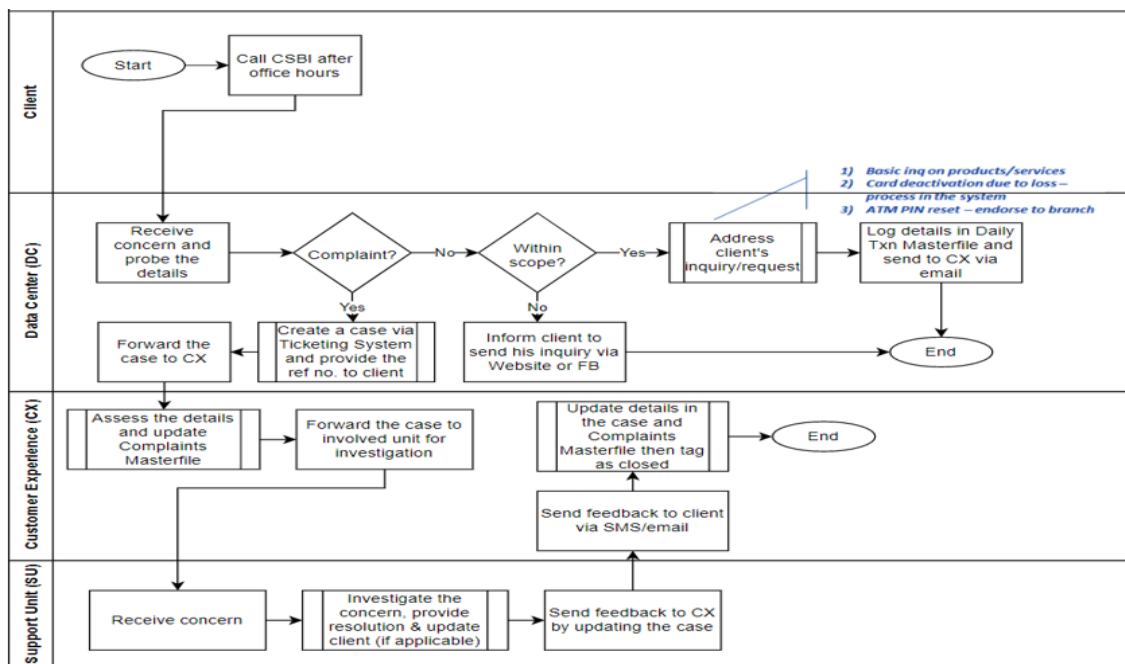 Client
Start
Call CSBI after
office hours
Data Center (DC)
1) Basic inq on products/services
2) Card deactivation due to loss –
process in the system
3) ATM PIN reset – endorse to branch
Receive
concern and
probe the
details
Complaint?
No
Within
scope?
Yes
Address
client's
inquiry/request
Log details in Daily
Txn Masterfile and
send to CX via
email
Yes
No
Forward the
case to CX
Create a case via
Ticketing System
and provide the
ref no. to client
Inform client to
send his inquiry via
Website or FB
End
Customer Experience (CX)
Assess the details
and update
Complaints
Masterfile
Forward the case to
involved unit for
investigation
Update details in
the case and
Complaints
Masterfile then tag
as closed
End
Send feedback to client
via SMS/email
Support Unit (SU)
Receive concern
Investigate the
concern, provide
resolution & update
client (if applicable)
Send feedback to CX
by updating the case